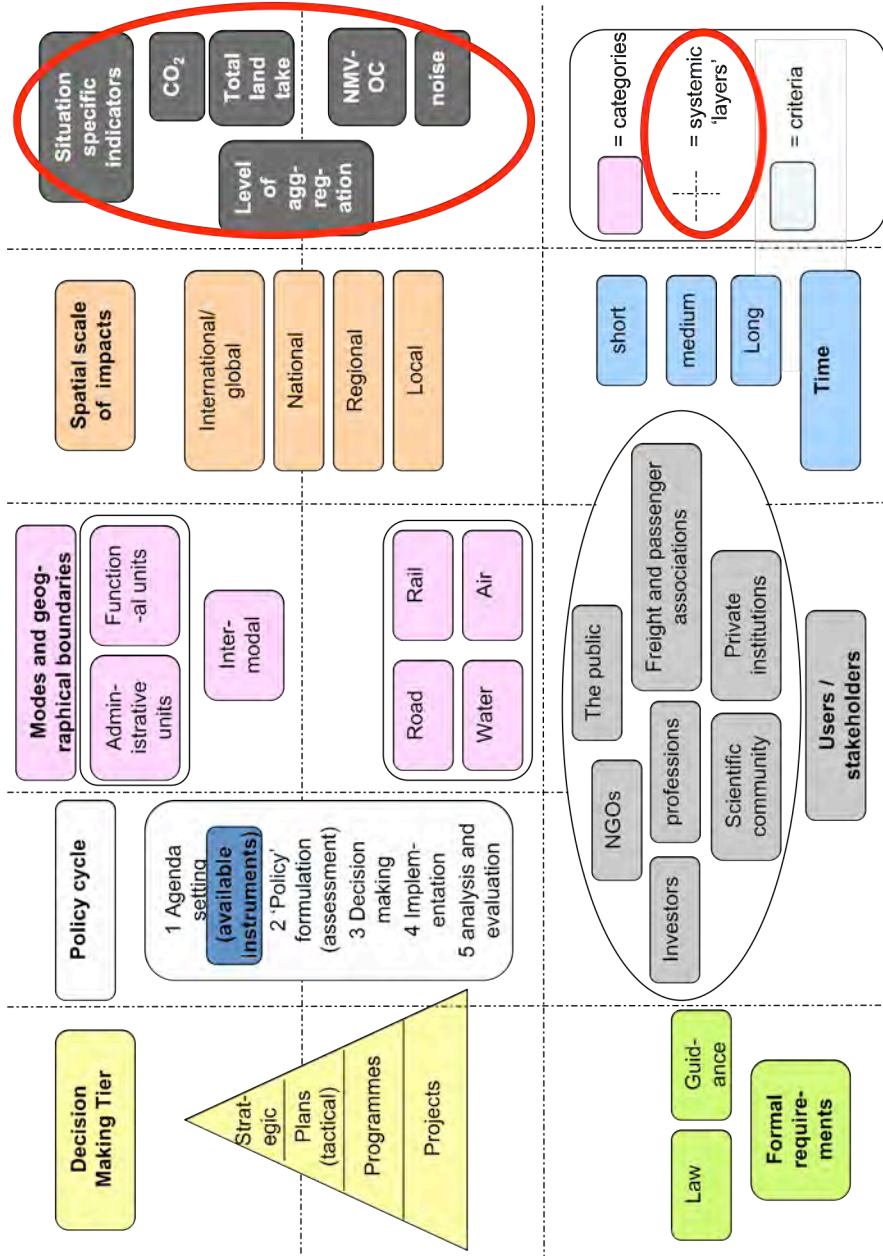 Decision
Making Tier
Strat-
egic
Plans
(tactical)
Programmes
Projects
Policy cycle
1 Agenda
setting
(available
instruments)
2 ‘Policy’
formulation
(assessment)
3 Decision
making
4 Implem-
entation
5 analysis and
evaluation
Modes and geog-
raphical boundaries
Admin-
istrative
units
Function
-al units
Inter-
modal
Road
Rail
Water
Air
Spatial scale
of impacts
International/
global
National
Regional
Local
Situation
specific
indicators
CO2
Level
of
agg-
reg-
ation
Total
land
take
NMV-
OC
noise
Law
Guid-
ance
Formal
require-
ments
NGOs
The public
Investors
professions
Freight and passenger
associations
Scientific
community
Private
institutions
Users /
stakeholders
short
medium
Long
Time
= categories
= systemic
‘layers’
= criteria